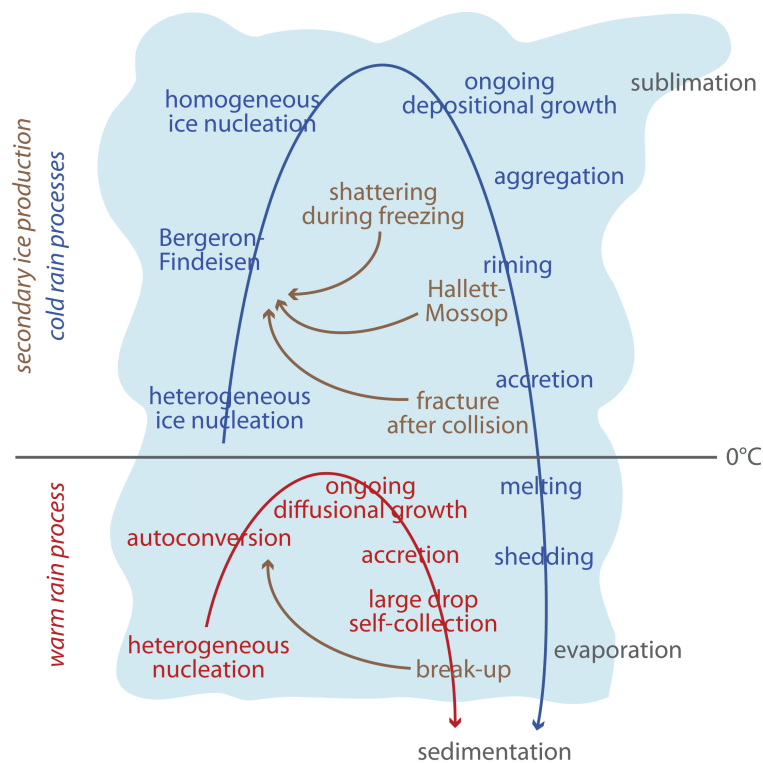 ongoing
depositional growth
sublimation
homogeneous
ice nucleation
aggregation
shattering
during freezing
Bergeron-
Findeisen
riming
Hallett-
Mossop
secondary ice production
cold rain processes
accretion
heterogeneous
ice nucleation
fracture
after collision
0°C
ongoing
diffusional growth
melting
autoconversion
accretion
shedding
warm rain process
large drop
self-collection
heterogeneous
nucleation
evaporation
break-up
sedimentation